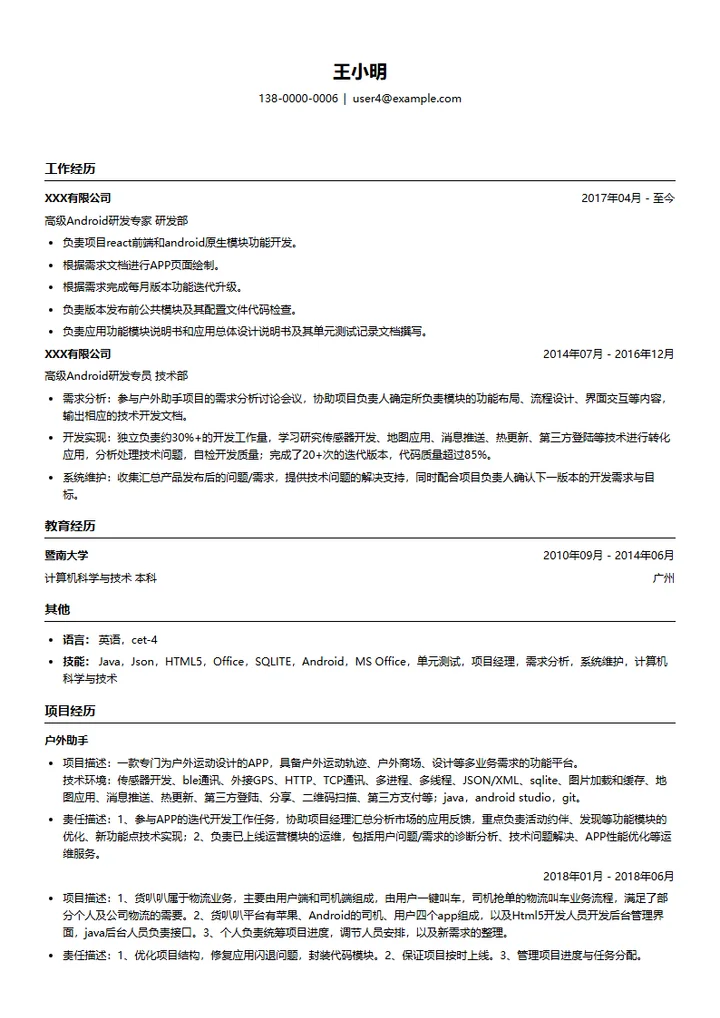 王小明
138-0000-0006 | user4@example.com
工作经历
XXX有限公司 2017年04月 - 至今
高级Android研发专家 研发部
• 负责项目react前端和android原生模块功能开发。
• 根据需求文档进行APP页面绘制。
• 根据需求完成每月版本功能迭代升级。
• 负责版本发布前公共模块及其配置文件代码检查。
• 负责应用功能模块说明书和应用总体设计说明书及其单元测试记录文档撰写。
XXX有限公司 2014年07月 - 2016年12月
高级Android研发专员 技术部
• 需求分析：参与户外助手项目的需求分析讨论会议，协助项目负责人确定所负责模块的功能布局、流程设计、界面交互等内容，
输出相应的技术开发文档。
• 开发实现：独立负责约30%+的开发工作量，学习研究传感器开发、地图应用、消息推送、热更新、第三方登陆等技术进行转化
应用，分析处理技术问题，自检开发质量；完成了20+次的迭代版本，代码质量超过85%。
• 系统维护：收集汇总产品发布后的问题/需求，提供技术问题的解决支持，同时配合项目负责人确认下一版本的开发需求与目
标。
教育经历
暨南大学 2010年09月 - 2014年06月
计算机科学与技术 本科 广州
其他
• 语言： 英语，cet-4
• 技能： Java，Json，HTML5，Office，SQLITE，Android，MS Office，单元测试，项目经理，需求分析，系统维护，计算机
科学与技术
项目经历
户外助手
• 项目描述：一款专门为户外运动设计的APP，具备户外运动轨迹、户外商场、设计等多业务需求的功能平台。
技术环境：传感器开发、ble通讯、外接GPS、HTTP、TCP通讯、多进程、多线程、JSON/XML、sqlite、图片加载和缓存、地
图应用、消息推送、热更新、第三方登陆、分享、二维码扫描、第三方支付等；java，android studio，git。
• 责任描述：1、参与APP的迭代开发工作任务，协助项目经理汇总分析市场的应用反馈，重点负责活动约伴、发现等功能模块的
优化、新功能点技术实现；2、负责已上线运营模块的运维，包括用户问题/需求的诊断分析、技术问题解决、APP性能优化等运
维服务。
2018年01月 - 2018年06月
• 项目描述：1、货叭叭属于物流业务，主要由用户端和司机端组成，由用户一键叫车，司机抢单的物流叫车业务流程，满足了部
分个人及公司物流的需要。2、货叭叭平台有苹果、Android的司机、用户四个app组成，以及Html5开发人员开发后台管理界
面，java后台人员负责接口。3、个人负责统筹项目进度，调节人员安排，以及新需求的整理。
• 责任描述：1、优化项目结构，修复应用闪退问题，封装代码模块。2、保证项目按时上线。3、管理项目进度与任务分配。